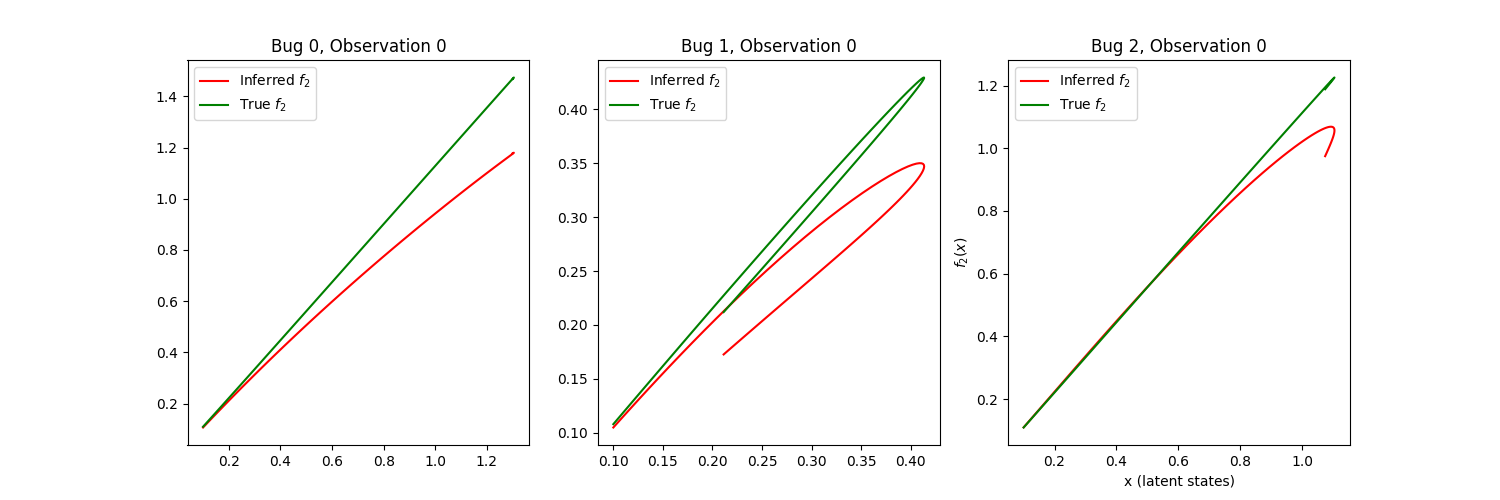 Bug 0, Observation 0
Inferred f₂
True f₂
1.4
1.2
1.0
0.8
0.6
0.4
0.2
0.2 0.4 0.6 0.8 1.0 1.2
Bug 1, Observation 0
Inferred f₂
True f₂
0.40
0.35
0.30
0.25
0.20
0.15
0.10
0.10 0.15 0.20 0.25 0.30 0.35 0.40
Bug 2, Observation 0
Inferred f₂
True f₂
f₂(x)
1.2
1.0
0.8
0.6
0.4
0.2
0.2 0.4 0.6 0.8 1.0
x (latent states)